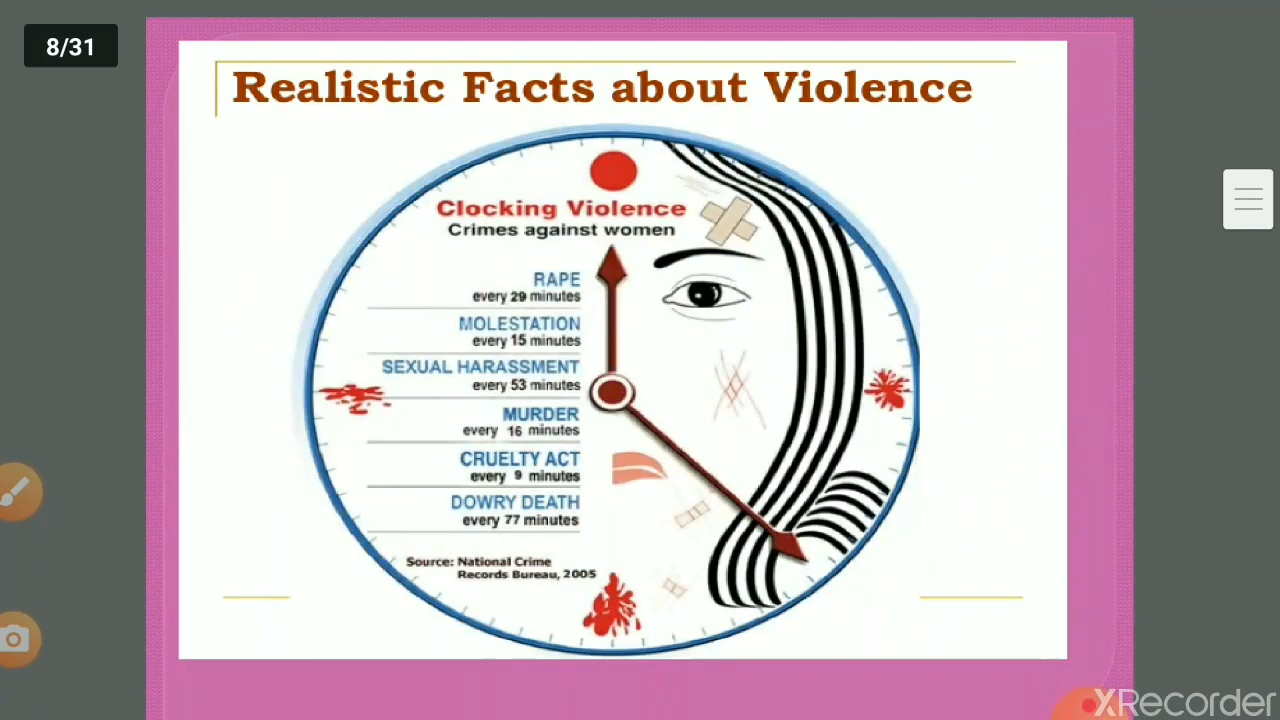 8/31
Realistic Facts about Violence
Clocking Violence
Crimes against women
RAPE
every 29 minutes
MOLESTATION
every 15 minutes
SEXUAL HARASSMENT
every 53 minutes
MURDER
every 16 minutes
CRUELTY ACT
every 9 minutes
DOWRY DEATH
every 77 minutes
Source: National Crime
Records Bureau, 2005
XRecorder